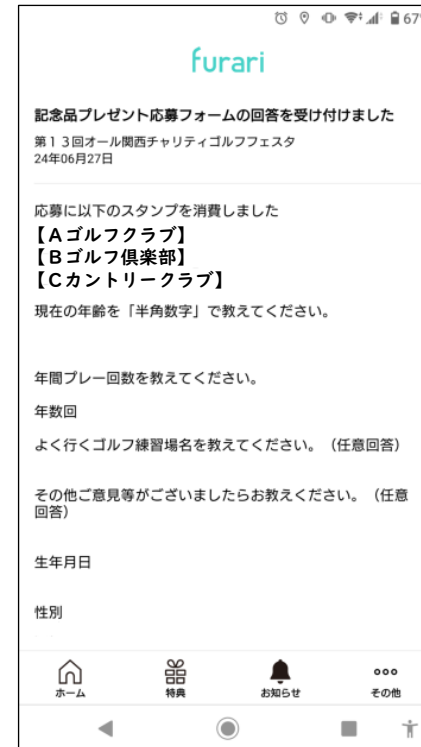 67
furari
記念品プレゼント応募フォームの回答を受け付けました
第１３回オール関西チャリティゴルフフェスタ
24年06月27日
応募に以下のスタンプを消費しました
【Ａゴルフクラブ】
【Ｂゴルフ倶楽部】
【Ｃカントリークラブ】
現在の年齢を「半角数字」で教えてください。
年間プレー回数を教えてください。
年数回
よく行くゴルフ練習場名を教えてください。（任意回答）
その他ご意見等がございましたらお教えください。（任意
回答）
生年月日
性別
ホーム 特典 お知らせ その他